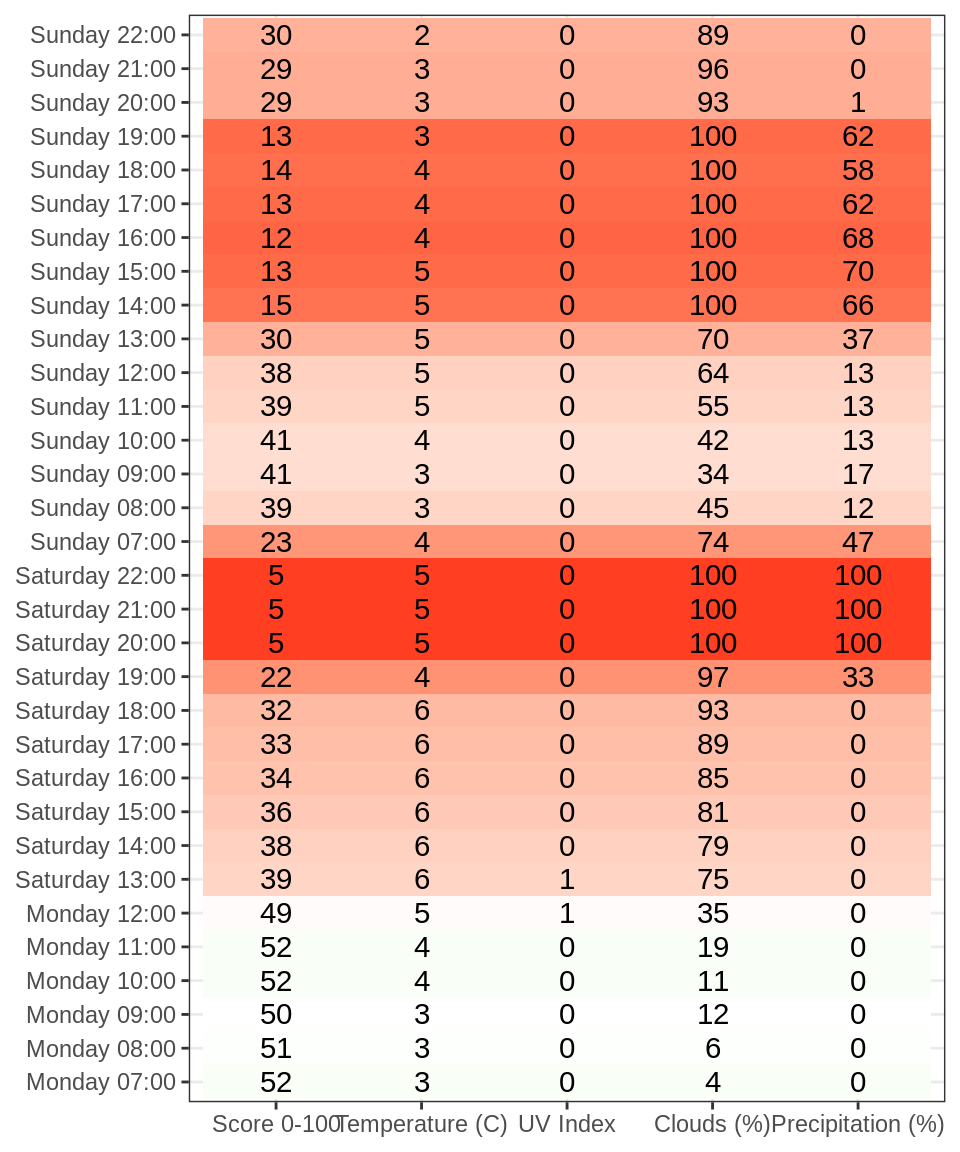 Sunday 22:00 30 2 0 89 0
Sunday 21:00 29 3 0 96 0
Sunday 20:00 29 3 0 93 1
Sunday 19:00 13 3 0 100 62
Sunday 18:00 14 4 0 100 58
Sunday 17:00 13 4 0 100 62
Sunday 16:00 12 4 0 100 68
Sunday 15:00 13 5 0 100 70
Sunday 14:00 15 5 0 100 66
Sunday 13:00 30 5 0 70 37
Sunday 12:00 38 5 0 64 13
Sunday 11:00 39 5 0 55 13
Sunday 10:00 41 4 0 42 13
Sunday 09:00 41 3 0 34 17
Sunday 08:00 39 3 0 45 12
Sunday 07:00 23 4 0 74 47
Saturday 22:00 5 5 0 100 100
Saturday 21:00 5 5 0 100 100
Saturday 20:00 5 5 0 100 100
Saturday 19:00 22 4 0 97 33
Saturday 18:00 32 6 0 93 0
Saturday 17:00 33 6 0 89 0
Saturday 16:00 34 6 0 85 0
Saturday 15:00 36 6 0 81 0
Saturday 14:00 38 6 0 79 0
Saturday 13:00 39 6 1 75 0
Monday 12:00 49 5 1 35 0
Monday 11:00 52 4 0 19 0
Monday 10:00 52 4 0 11 0
Monday 09:00 50 3 0 12 0
Monday 08:00 51 3 0 6 0
Monday 07:00 52 3 0 4 0
Score 0-100 Temperature (C) UV Index Clouds (%) Precipitation (%)